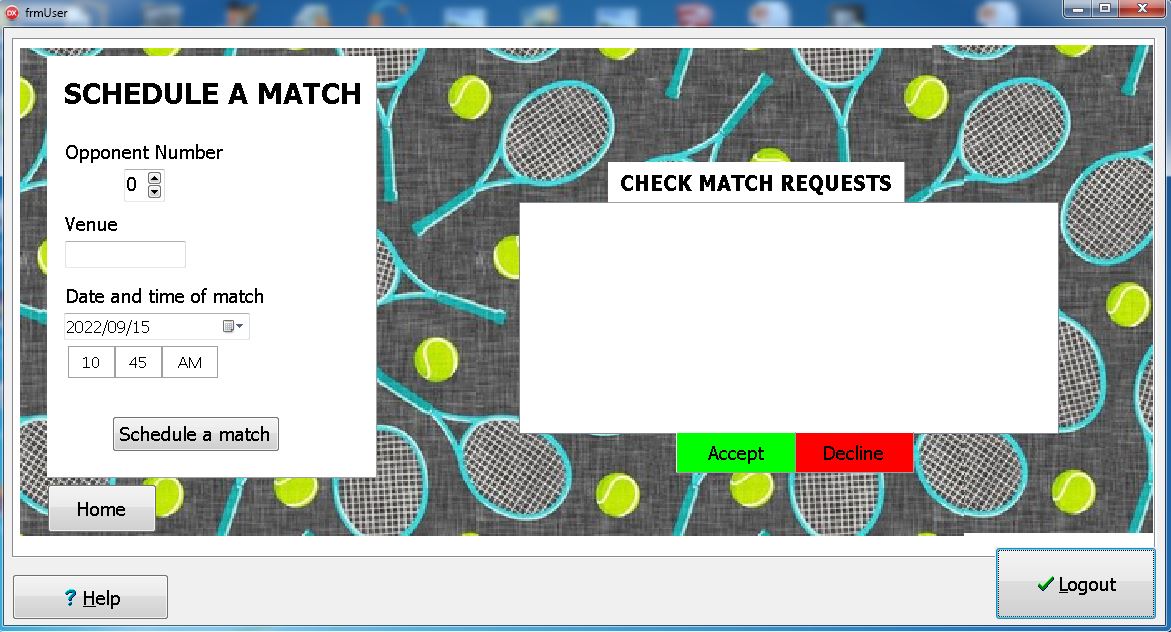 DX frmUser
SCHEDULE A MATCH
Opponent Number
0
Venue
Date and time of match
2022/09/15
10 45 AM
Schedule a match
CHECK MATCH REQUESTS
Accept Decline
Home
? Help
Logout